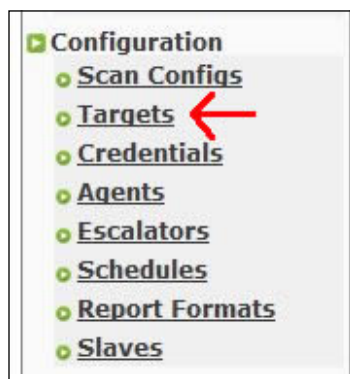 Configuration
Scan Configs
Targets
Credentials
Agents
Escalators
Schedules
Report Formats
Slaves